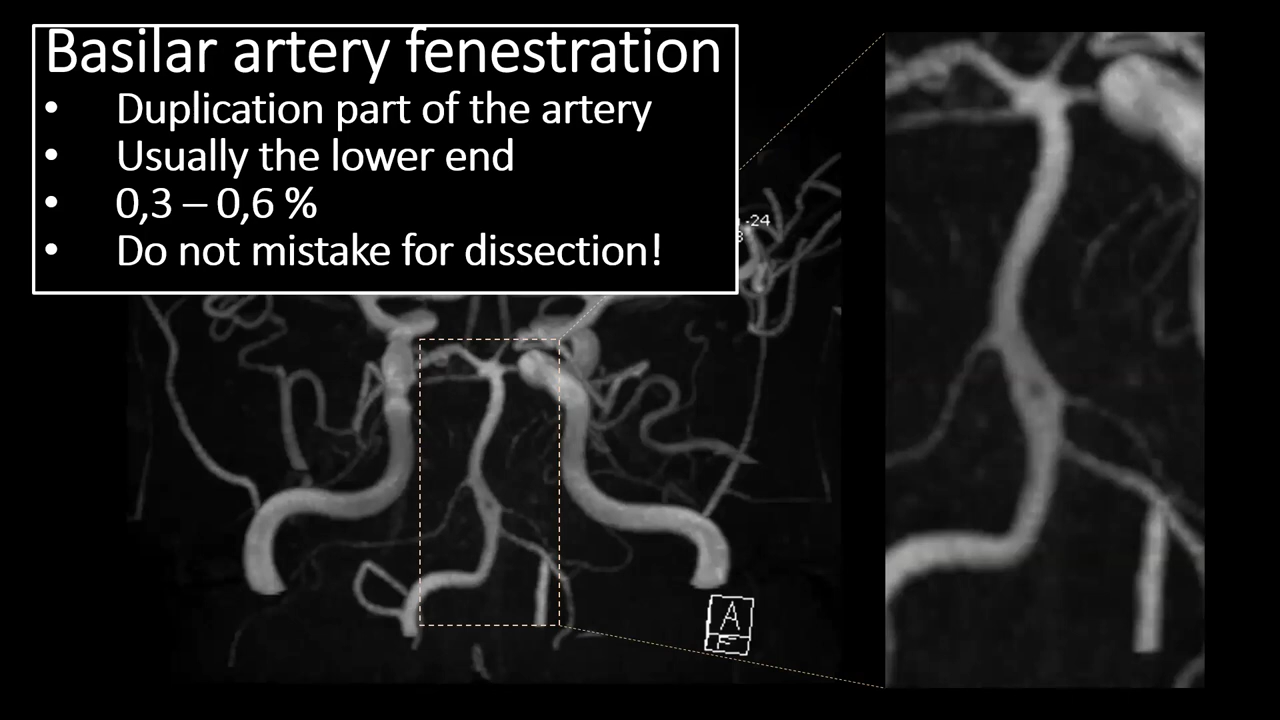 Basilar artery fenestration
• Duplication part of the artery
• Usually the lower end
• 0,3 – 0,6 %
• Do not mistake for dissection!
-24
A
F